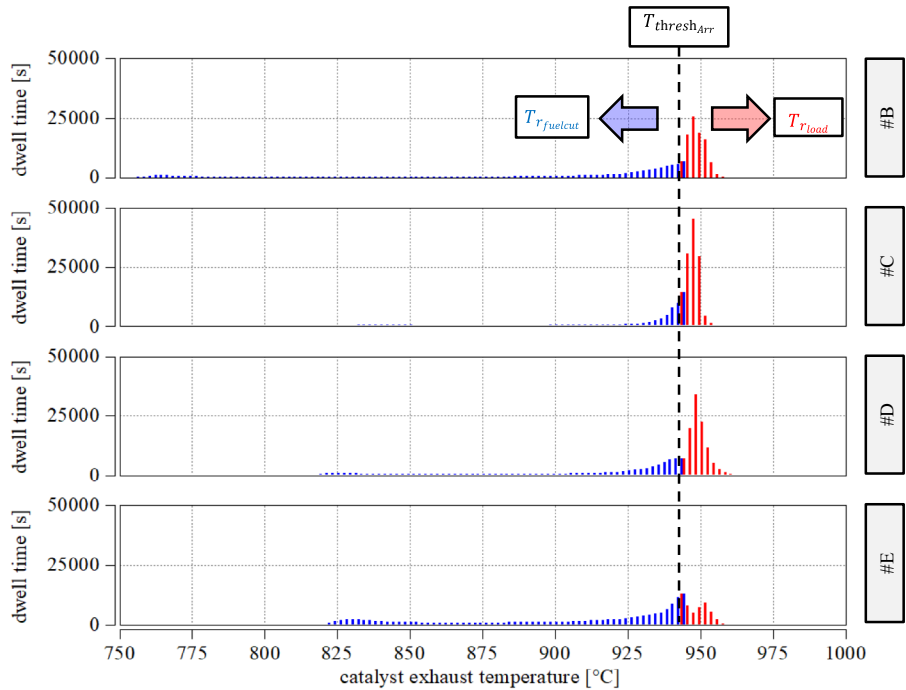 T_thresh_Arr
50000
25000
0
dwell time [s]
T_r_fuelcut
T_r_load
#B
50000
25000
0
dwell time [s]
#C
50000
25000
0
dwell time [s]
#D
50000
25000
0
dwell time [s]
#E
750 775 800 825 850 875 900 925 950 975 1000
catalyst exhaust temperature [°C]